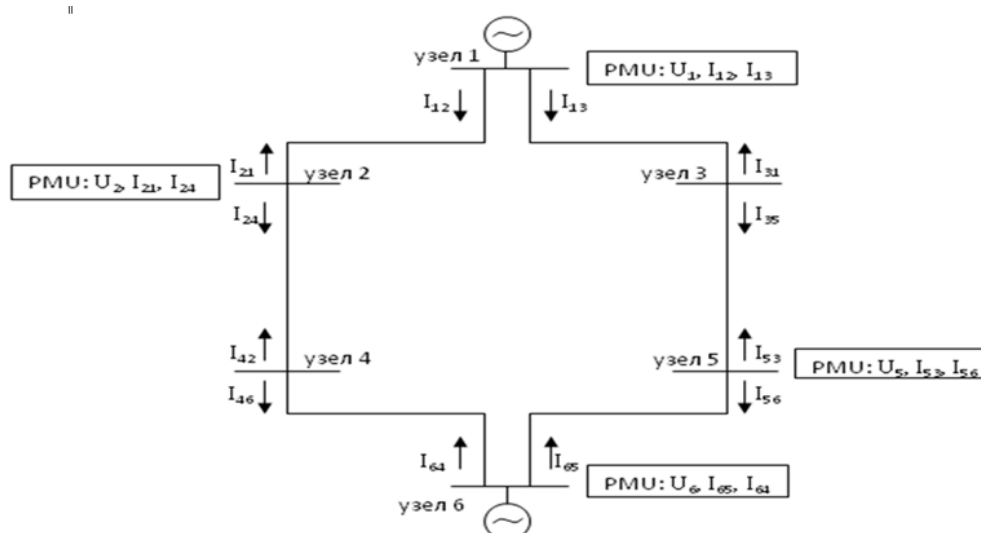 II
узел 1
PMU: U₁, I₁₂, I₁₃
I₁₂
I₁₃
I₂₁
узел 2
PMU: U₂, I₂₁, I₂₄
I₂₄
узел 3
I₃₁
I₃₅
I₄₂
узел 4
I₄₆
узел 5
I₅₃
PMU: U₅, I₅₃, I₅₆
I₅₆
I₆₄
I₆₅
PMU: U₆, I₆₅, I₆₄
узел 6